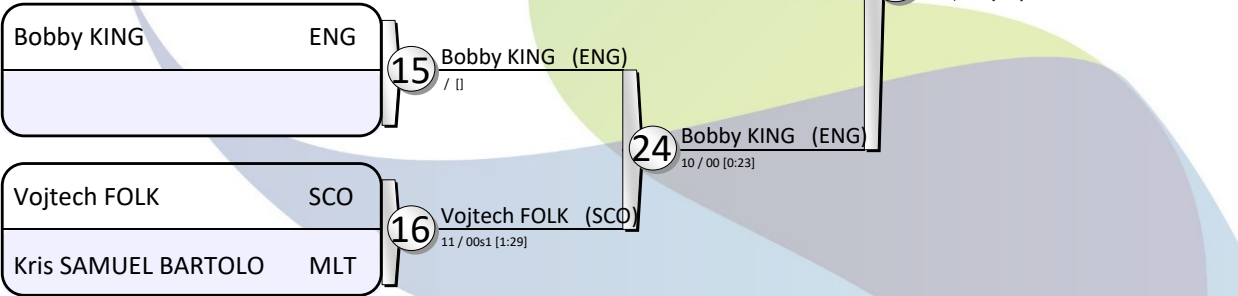 Bobby KING ENG
15 Bobby KING (ENG)
/ []
24 Bobby KING (ENG)
10 / 00 [0:23]
Vojtech FOLK SCO
16 Vojtech FOLK (SCO)
11 / 00s1 [1:29]
Kris SAMUEL BARTOLO MLT